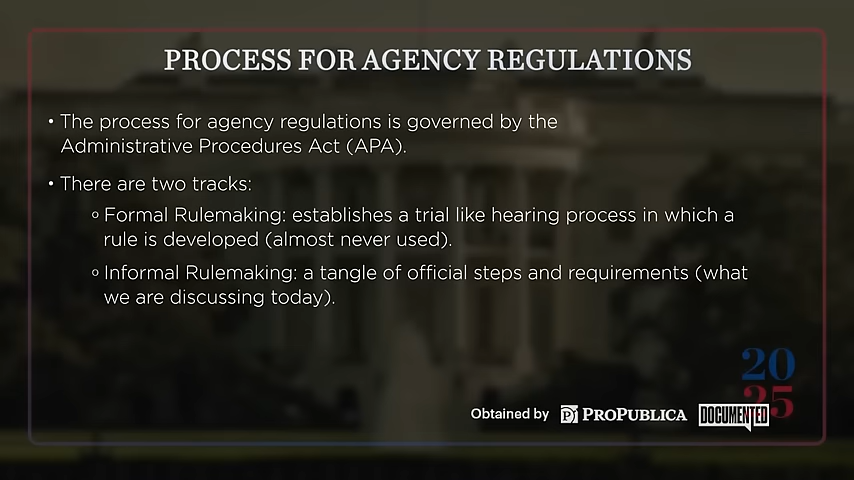 PROCESS FOR AGENCY REGULATIONS
• The process for agency regulations is governed by the
Administrative Procedures Act (APA).
• There are two tracks:
○ Formal Rulemaking: establishes a trial like hearing process in which a
rule is developed (almost never used).
○ Informal Rulemaking: a tangle of official steps and requirements (what
we are discussing today).
20
25
Obtained by PROPUBLICA DOCUMENTED